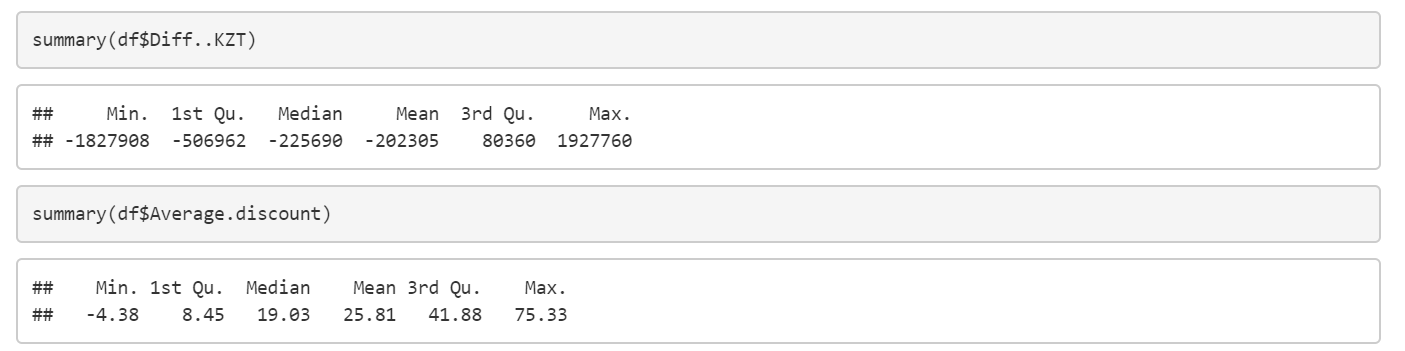 summary(df$Diff..KZT)
##     Min.  1st Qu.   Median     Mean  3rd Qu.     Max.
## -1827908  -506962  -225690  -202305    80360  1927760
summary(df$Average.discount)
##    Min. 1st Qu.  Median    Mean 3rd Qu.    Max.
##   -4.38    8.45   19.03   25.81   41.88   75.33